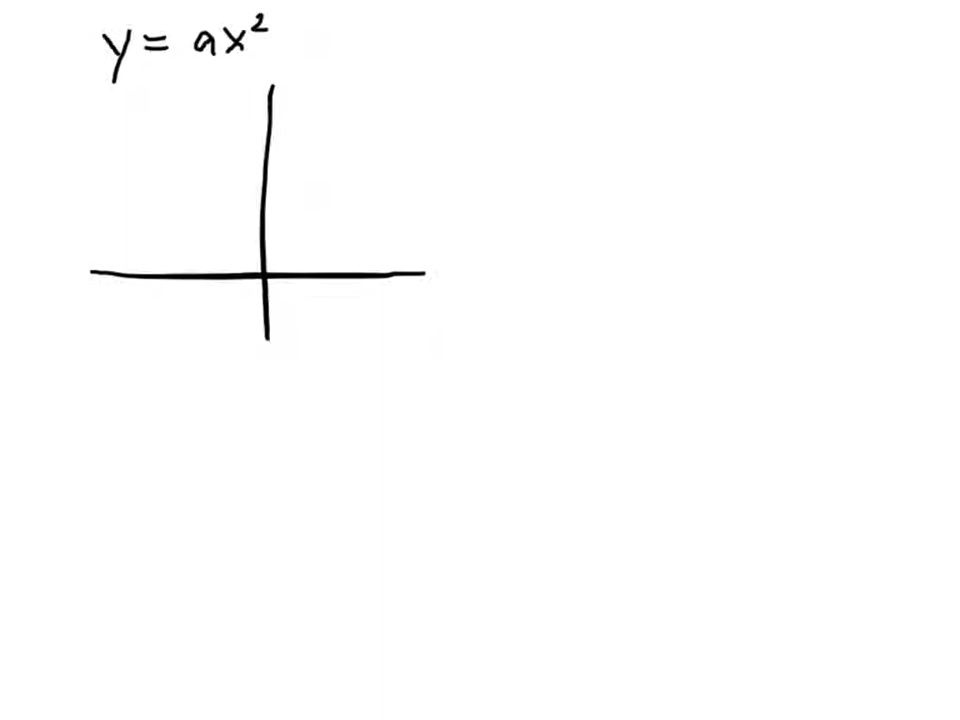 y = ax²